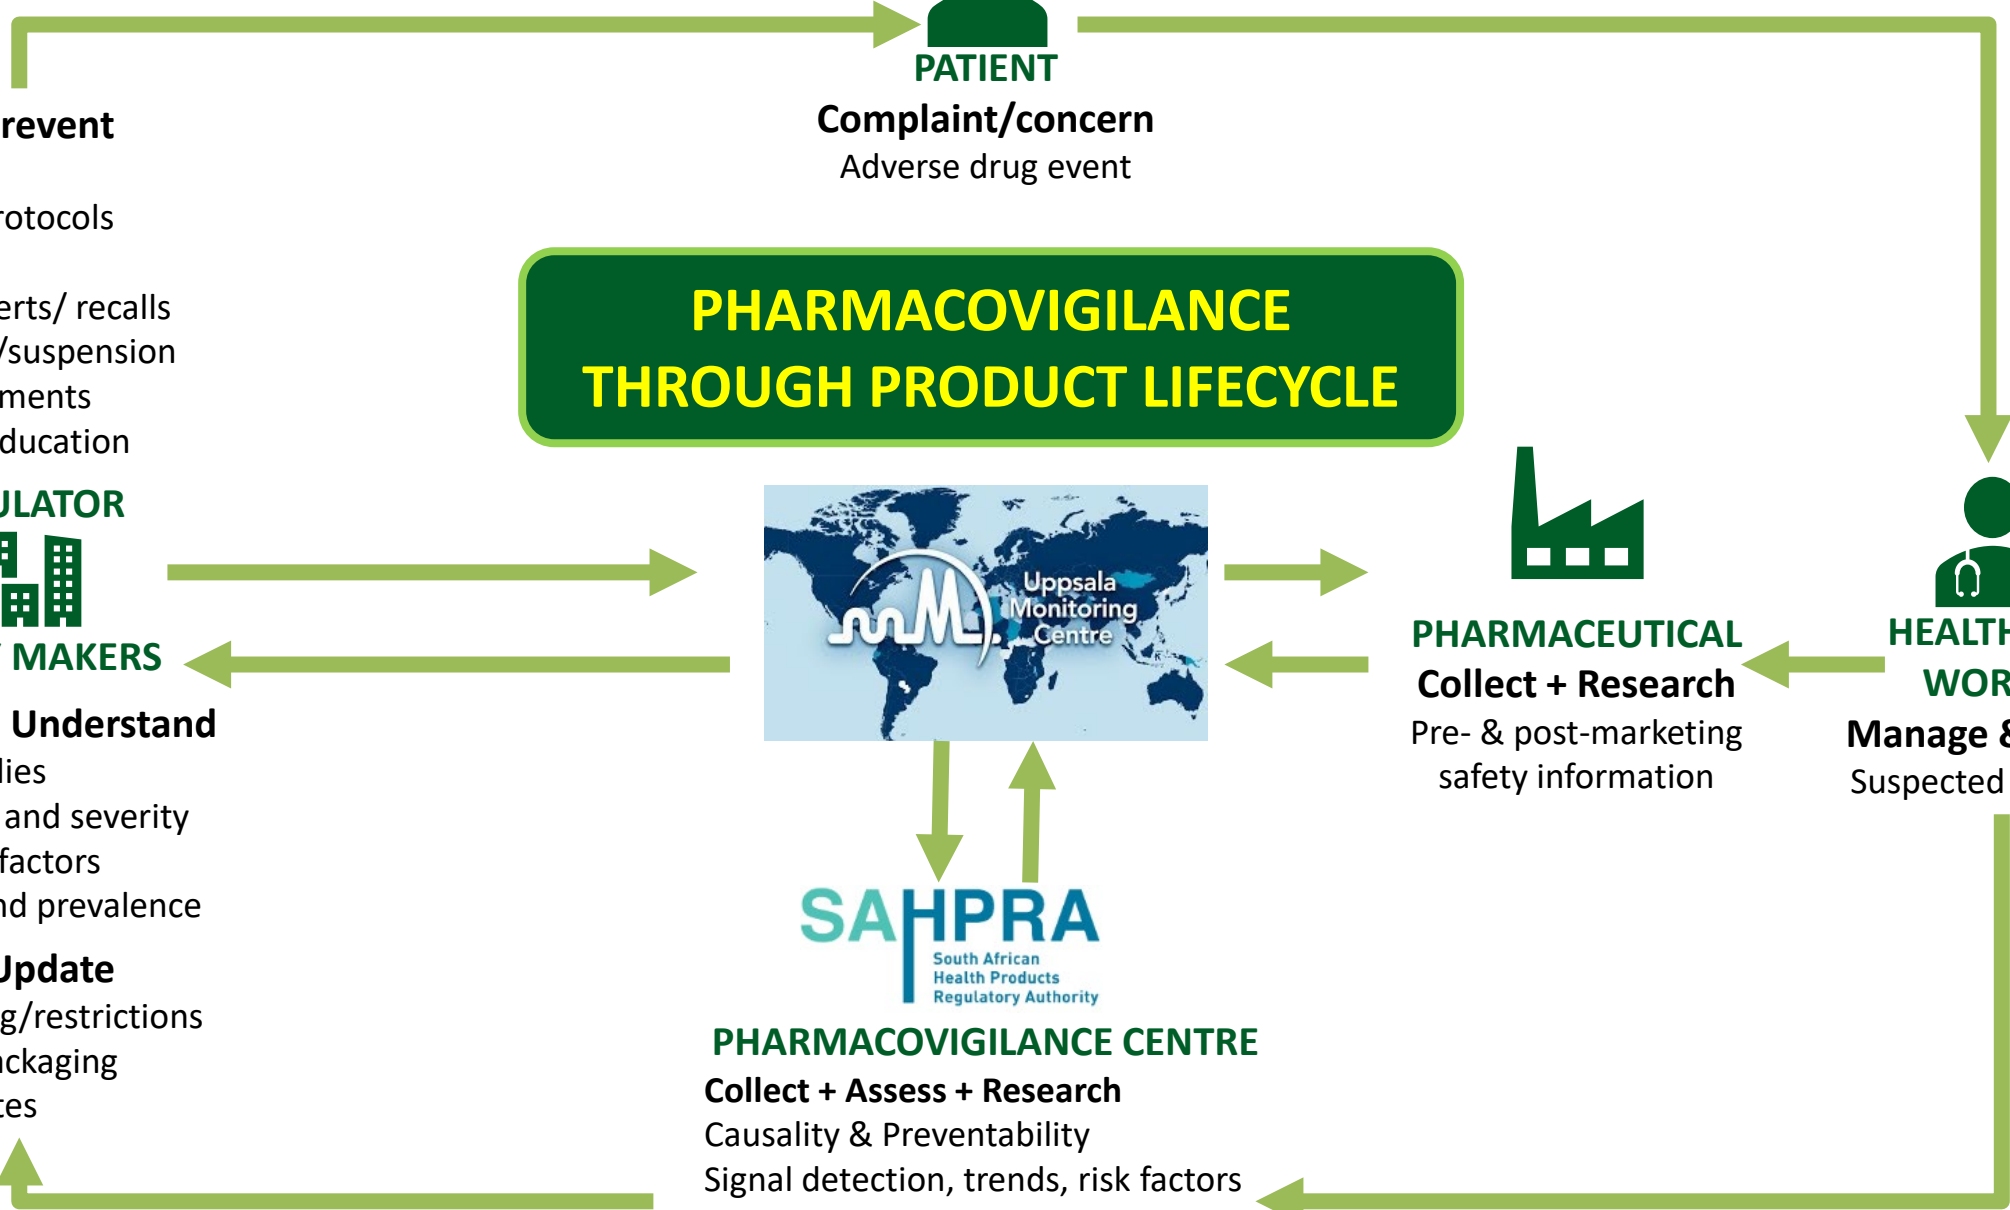 PATIENT
Complaint/concern
Adverse drug event
revent
rotocols
erts/ recalls
/suspension
ments
ducation
ULATOR
MAKERS
Understand
lies
and severity
factors
nd prevalence
Update
g/restrictions
ackaging
tes
PHARMACOVIGILANCE
THROUGH PRODUCT LIFECYCLE
Uppsala
Monitoring
Centre
PHARMACEUTICAL
Collect + Research
Pre- & post-marketing
safety information
HEALTH
WOR
Manage &
Suspected
SAHPRA
South African
Health Products
Regulatory Authority
PHARMACOVIGILANCE CENTRE
Collect + Assess + Research
Causality & Preventability
Signal detection, trends, risk factors